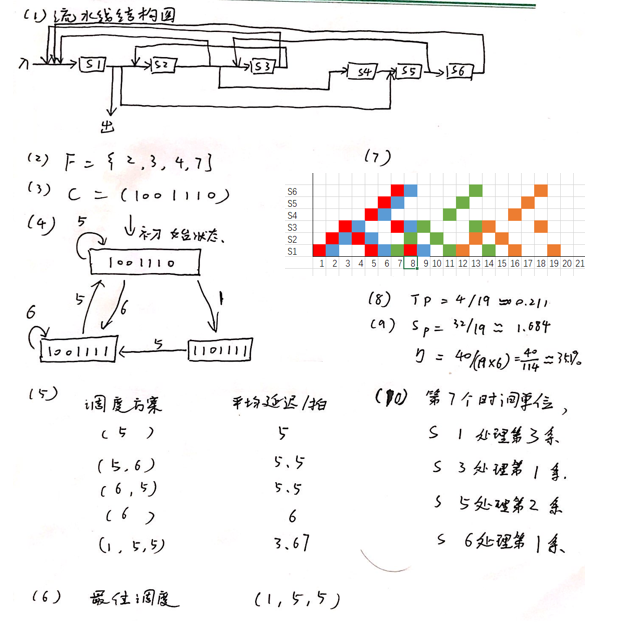 (1) 流水线结构图
入 S1 S2 S3 S4 S5 S6
出
(2) F = { 2,3,4,7}
(3) C = (1001110)
(4) 初始状态.
5
1001110
6 5 6 1
1001111 5 1101111
(5) 调度方案 平均延迟/拍
(5) 5
(5,6) 5.5
(6,5) 5.5
(6) 6
(1,5,5) 3.67
(6) 最佳调度 (1,5,5)
(7)
S6
S5
S4
S3
S2
S1
1 2 3 4 5 6 7 8 9 10 11 12 13 14 15 16 17 18 19 20 21
(8) TP = 4/19 ≈ 0.211
(9) Sp = 32/19 ≈ 1.684
η = 40/(19×6) = 40/114 ≈ 35.1%
(10) 第7个时间单位,
S 1处理第3条
S 3处理第1条.
S 5处理第2条
S 6处理第1条.